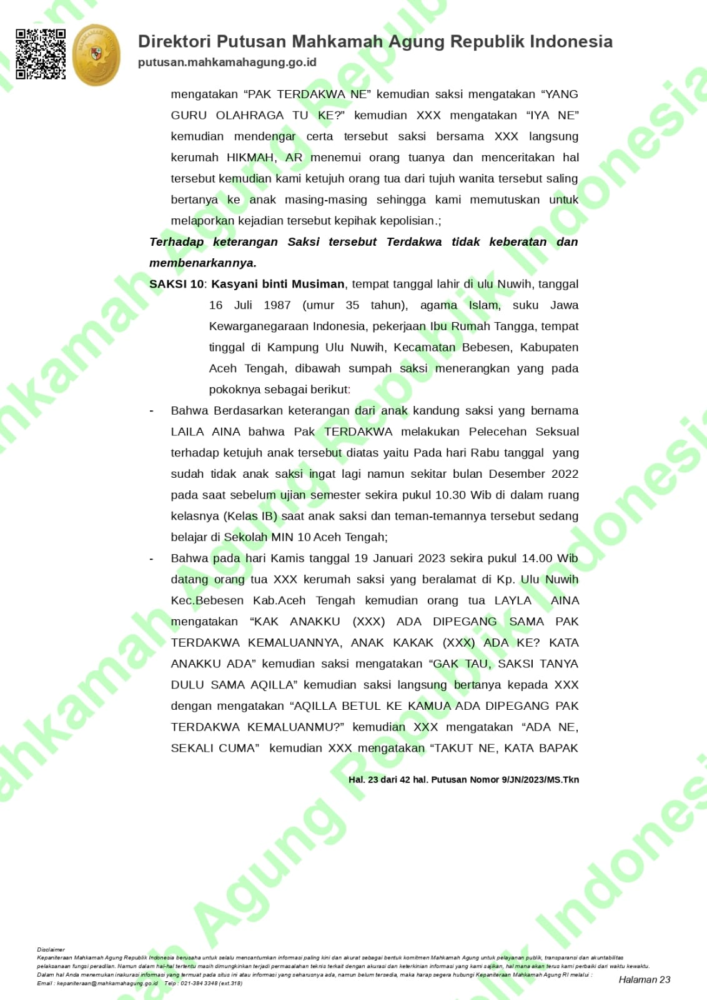 Direktori Putusan Mahkamah Agung Republik Indonesia
putusan.mahkamahagung.go.id
mengatakan “PAK TERDAKWA NE” kemudian saksi mengatakan “YANG
GURU OLAHRAGA TU KE?” kemudian XXX mengatakan “IYA NE”
kemudian mendengar certa tersebut saksi bersama XXX langsung
kerumah HIKMAH, AR menemui orang tuanya dan menceritakan hal
tersebut kemudian kami ketujuh orang tua dari tujuh wanita tersebut saling
bertanya ke anak masing-masing sehingga kami memutuskan untuk
melaporkan kejadian tersebut kepihak kepolisian.;
Terhadap keterangan Saksi tersebut Terdakwa tidak keberatan dan
membenarkannya.
SAKSI 10: Kasyani binti Musiman, tempat tanggal lahir di ulu Nuwih, tanggal
16 Juli 1987 (umur 35 tahun), agama Islam, suku Jawa
Kewarganegaraan Indonesia, pekerjaan Ibu Rumah Tangga, tempat
tinggal di Kampung Ulu Nuwih, Kecamatan Bebesen, Kabupaten
Aceh Tengah, dibawah sumpah saksi menerangkan yang pada
pokoknya sebagai berikut:
- Bahwa Berdasarkan keterangan dari anak kandung saksi yang bernama
LAILA AINA bahwa Pak TERDAKWA melakukan Pelecehan Seksual
terhadap ketujuh anak tersebut diatas yaitu Pada hari Rabu tanggal yang
sudah tidak anak saksi ingat lagi namun sekitar bulan Desember 2022
pada saat sebelum ujian semester sekira pukul 10.30 Wib di dalam ruang
kelasnya (Kelas IB) saat anak saksi dan teman-temannya tersebut sedang
belajar di Sekolah MIN 10 Aceh Tengah;
- Bahwa pada hari Kamis tanggal 19 Januari 2023 sekira pukul 14.00 Wib
datang orang tua XXX kerumah saksi yang beralamat di Kp. Ulu Nuwih
Kec.Bebesen Kab.Aceh Tengah kemudian orang tua LAYLA AINA
mengatakan “KAK ANAKKU (XXX) ADA DIPEGANG SAMA PAK
TERDAKWA KEMALUANNYA, ANAK KAKAK (XXX) ADA KE? KATA
ANAKKU ADA” kemudian saksi mengatakan “GAK TAU, SAKSI TANYA
DULU SAMA AQILLA” kemudian saksi langsung bertanya kepada XXX
dengan mengatakan “AQILLA BETUL KE KAMUA ADA DIPEGANG PAK
TERDAKWA KEMALUANMU?” kemudian XXX mengatakan “ADA NE,
SEKALI CUMA” kemudian XXX mengatakan “TAKUT NE, KATA BAPAK
Hal. 23 dari 42 hal. Putusan Nomor 9/JN/2023/MS.Tkn
Disclaimer
Kepaniteraan Mahkamah Agung Republik Indonesia berusaha untuk selalu mencantumkan informasi paling kini dan akurat sebagai bentuk komitmen Mahkamah Agung untuk pelayanan publik, transparansi dan akuntabilitas
pelaksanaan fungsi peradilan. Namun dalam hal-hal tertentu masih dimungkinkan terjadi permasalahan teknis terkait dengan akurasi dan keterkinian informasi yang kami sajikan, hal mana akan terus kami perbaiki dari waktu kewaktu.
Dalam hal Anda menemukan inakurasi informasi yang termuat pada situs ini atau informasi yang seharusnya ada, namun belum tersedia, maka harap segera hubungi Kepaniteraan Mahkamah Agung RI melalui :
Email : kepaniteraan@mahkamahagung.go.id Telp : 021-384 3348 (ext.318)
Halaman 23